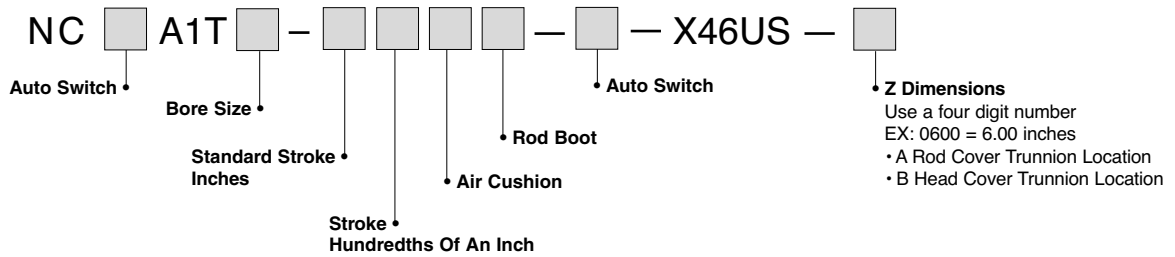 NC A1T – — — X46US —
Auto Switch
Bore Size
Standard Stroke
Inches
Stroke
Hundredths Of An Inch
Air Cushion
Rod Boot
Auto Switch
Z Dimensions
Use a four digit number
EX: 0600 = 6.00 inches
• A Rod Cover Trunnion Location
• B Head Cover Trunnion Location